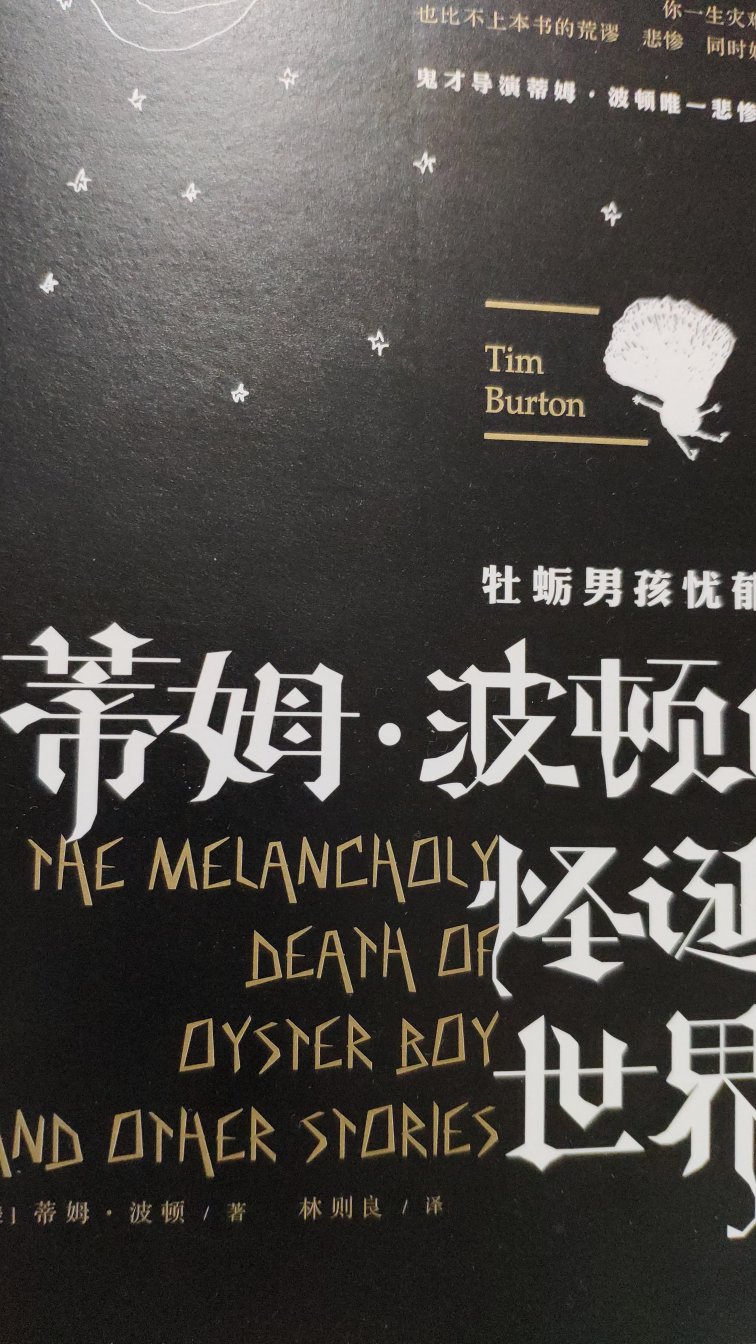 你一生灾
也比不上本书的荒谬 悲惨 同时
鬼才导演蒂姆·波顿唯一悲惨
Tim
Burton
牡蛎男孩忧郁
蒂姆·波顿
怪诞
世界
THE MELANCHOLY
DEATH OF
OYSTER BOY
AND OTHER STORIES
蒂姆·波顿 / 著 林则良 / 译